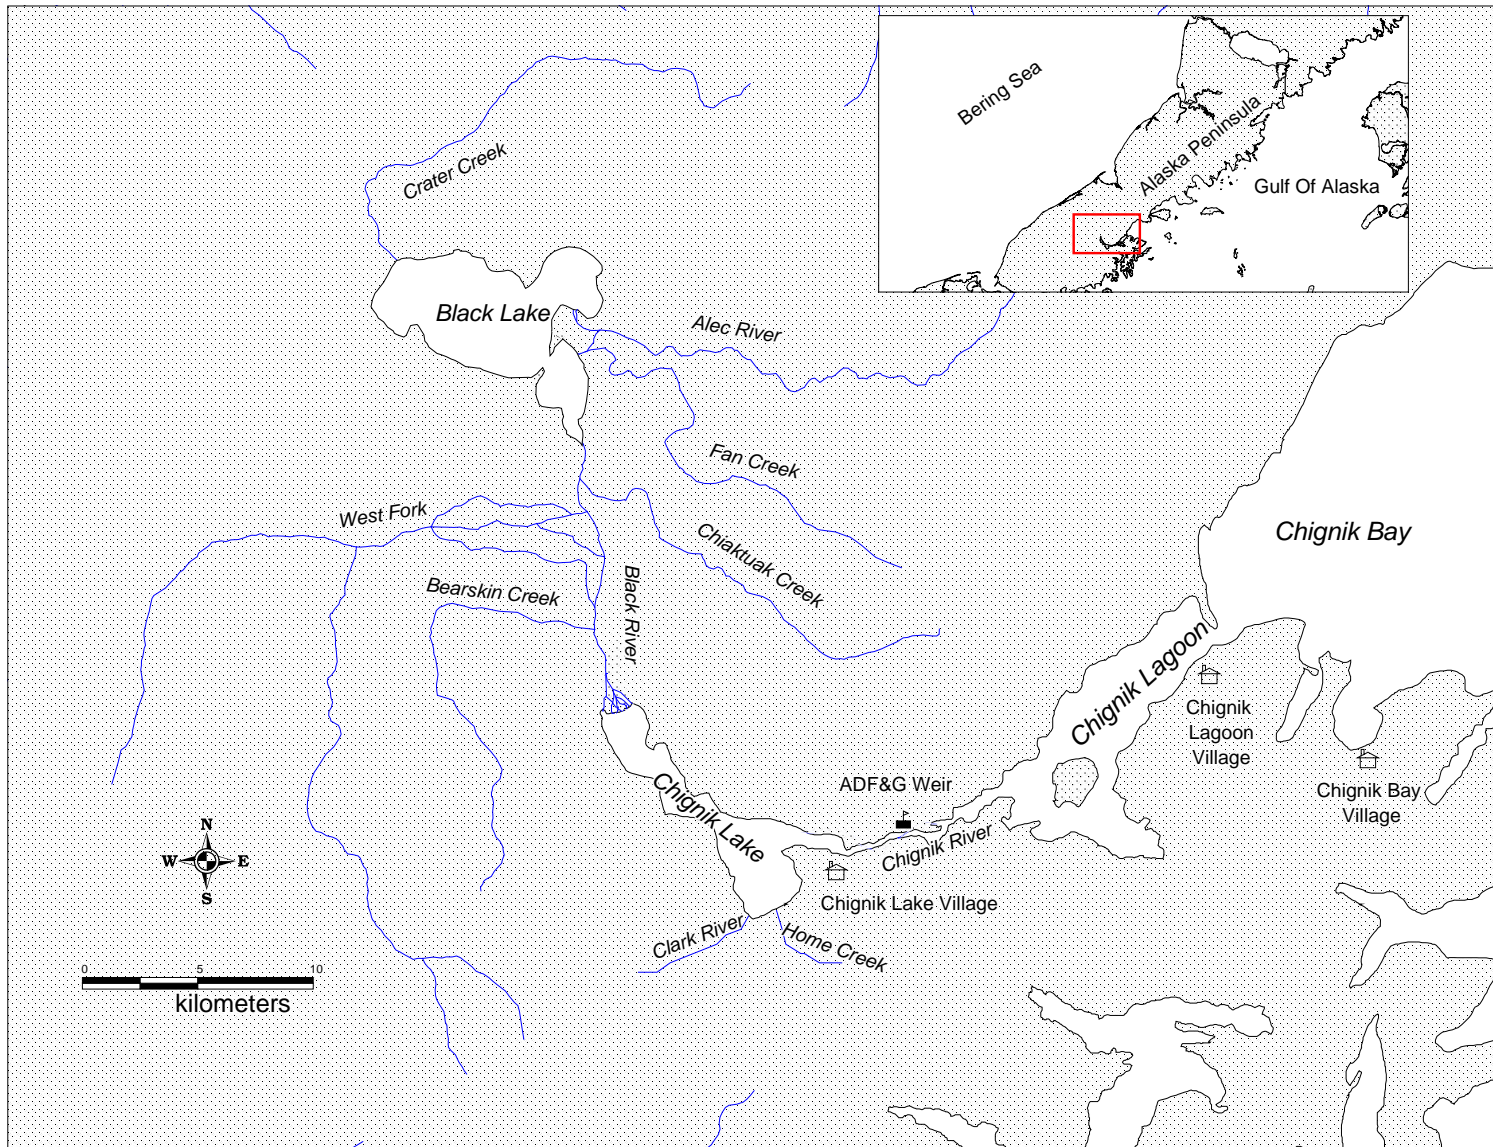 Bering Sea
Alaska Peninsula
Gulf Of Alaska
Crater Creek
Black Lake
Alec River
Fan Creek
West Fork
Chiaktuak Creek
Chignik Bay
Bearskin Creek
Black River
Chignik Lagoon
Chignik
Lagoon
Village
Chignik Bay
Village
ADF&G Weir
Chignik Lake
Chignik River
Chignik Lake Village
Clark River
Home Creek
N
W E
S
0 5 10
kilometers